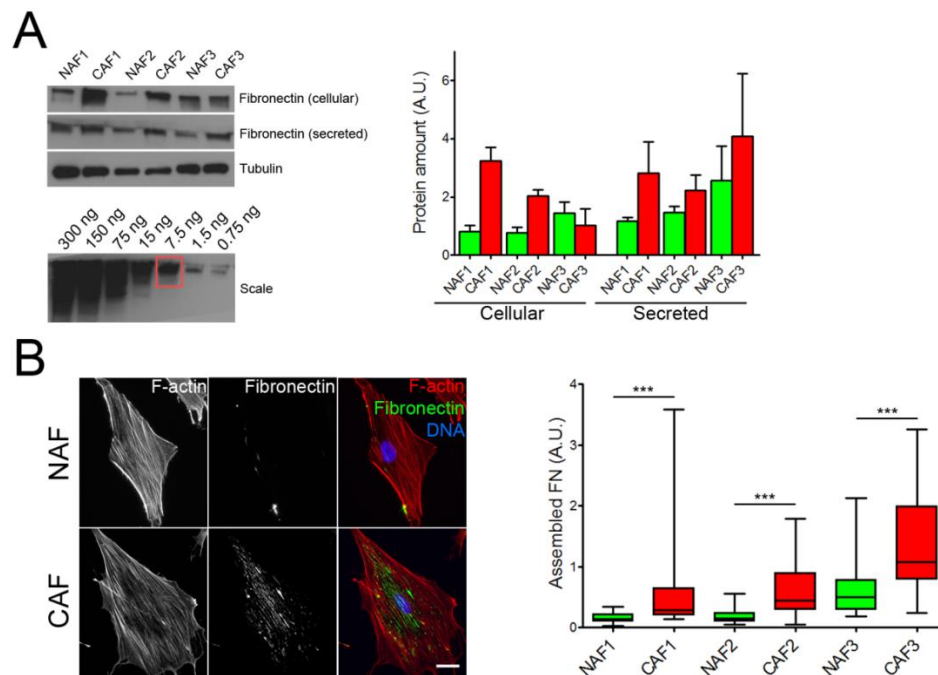 A
NAF1 CAF1 NAF2 CAF2 NAF3 CAF3
Fibronectin (cellular)
Fibronectin (secreted)
Tubulin
300 ng 150 ng 75 ng 15 ng 7.5 ng 1.5 ng 0.75 ng
Scale
Protein amount (A.U.)
6
4
2
0
NAF1 CAF1 NAF2 CAF2 NAF3 CAF3 NAF1 CAF1 NAF2 CAF2 NAF3 CAF3
Cellular Secreted
B
F-actin Fibronectin F-actin
Fibronectin
DNA
NAF
CAF
Assembled FN (A.U.)
4
3
2
1
0
*** *** ***
NAF1 CAF1 NAF2 CAF2 NAF3 CAF3